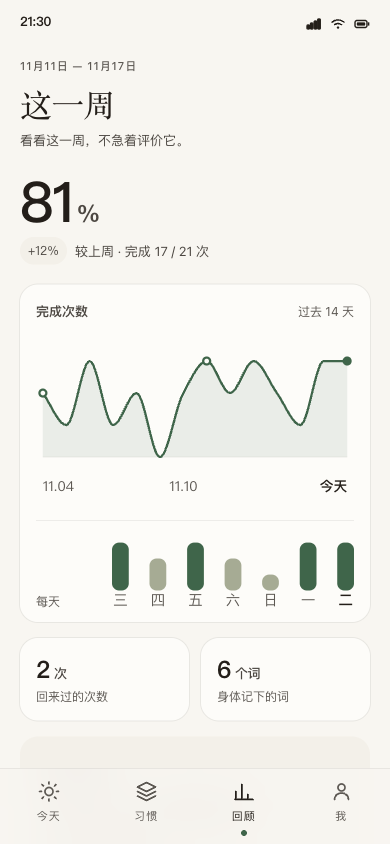 21:30
11月11日 — 11月17日
这一周
看看这一周，不急着评价它。
81%
+12% 较上周 · 完成 17 / 21 次
完成次数 过去 14 天
11.04 11.10 今天
每天 三 四 五 六 日 一 二
2 次
回来过的次数
6 个词
身体记下的词
今天 习惯 回顾 我